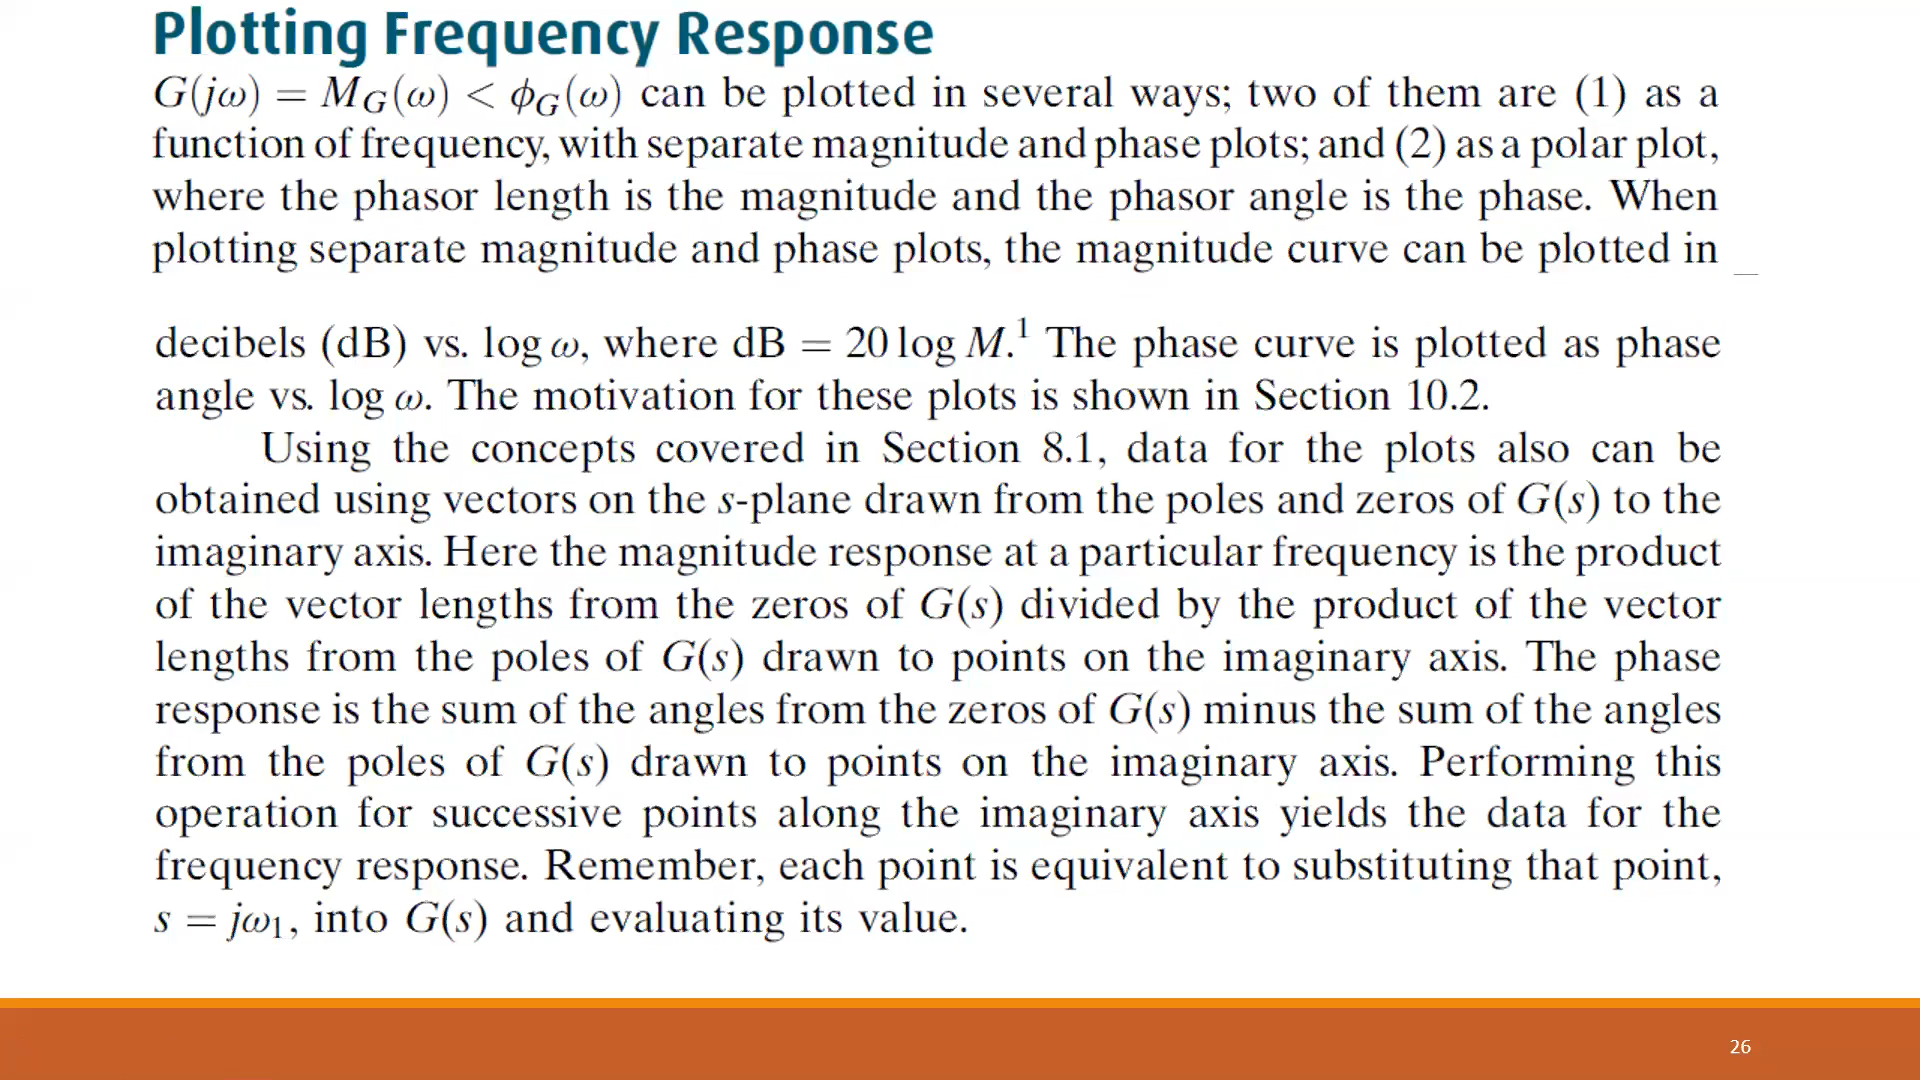 Plotting Frequency Response
G(jω) = M_G(ω) < ϕ_G(ω) can be plotted in several ways; two of them are (1) as a
function of frequency, with separate magnitude and phase plots; and (2) as a polar plot,
where the phasor length is the magnitude and the phasor angle is the phase. When
plotting separate magnitude and phase plots, the magnitude curve can be plotted in
decibels (dB) vs. log ω, where dB = 20 log M.¹ The phase curve is plotted as phase
angle vs. log ω. The motivation for these plots is shown in Section 10.2.
Using the concepts covered in Section 8.1, data for the plots also can be
obtained using vectors on the s-plane drawn from the poles and zeros of G(s) to the
imaginary axis. Here the magnitude response at a particular frequency is the product
of the vector lengths from the zeros of G(s) divided by the product of the vector
lengths from the poles of G(s) drawn to points on the imaginary axis. The phase
response is the sum of the angles from the zeros of G(s) minus the sum of the angles
from the poles of G(s) drawn to points on the imaginary axis. Performing this
operation for successive points along the imaginary axis yields the data for the
frequency response. Remember, each point is equivalent to substituting that point,
s = jω₁, into G(s) and evaluating its value.
26